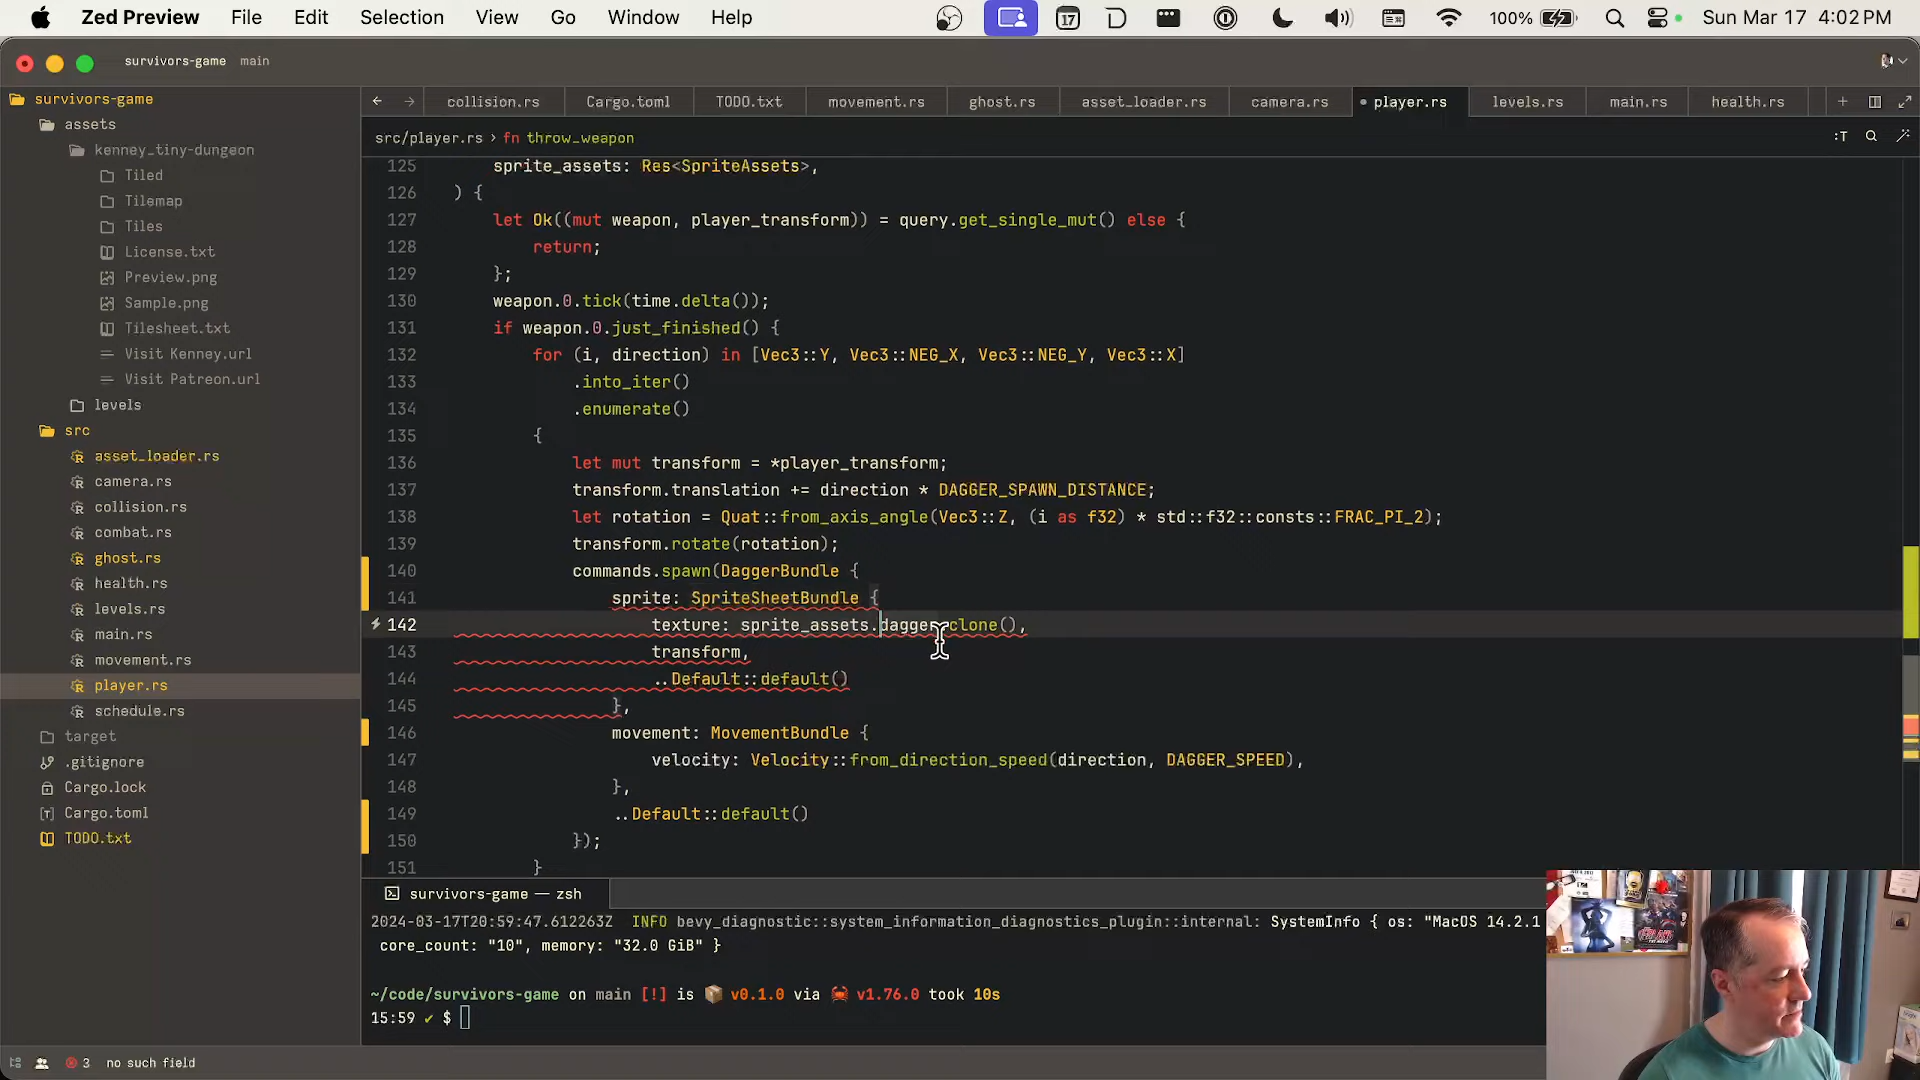 Zed Preview File Edit Selection View Go Window Help 17 100% Sun Mar 17 4:02 PM
survivors-game main
survivors-game
assets
kenney_tiny-dungeon
Tiled
Tilemap
Tiles
License.txt
Preview.png
Sample.png
Tilesheet.txt
Visit Kenney.url
Visit Patreon.url
levels
src
asset_loader.rs
camera.rs
collision.rs
combat.rs
ghost.rs
health.rs
levels.rs
main.rs
movement.rs
player.rs
schedule.rs
target
.gitignore
Cargo.lock
Cargo.toml
TODO.txt
collision.rs Cargo.toml TODO.txt movement.rs ghost.rs asset_loader.rs camera.rs player.rs levels.rs main.rs health.rs
src/player.rs › fn throw_weapon
125 sprite_assets: Res<SpriteAssets>,
126 ) {
127 let Ok((mut weapon, player_transform)) = query.get_single_mut() else {
128 return;
129 };
130 weapon.0.tick(time.delta());
131 if weapon.0.just_finished() {
132 for (i, direction) in [Vec3::Y, Vec3::NEG_X, Vec3::NEG_Y, Vec3::X]
133 .into_iter()
134 .enumerate()
135 {
136 let mut transform = *player_transform;
137 transform.translation += direction * DAGGER_SPAWN_DISTANCE;
138 let rotation = Quat::from_axis_angle(Vec3::Z, (i as f32) * std::f32::consts::FRAC_PI_2);
139 transform.rotate(rotation);
140 commands.spawn(DaggerBundle {
141 sprite: SpriteSheetBundle {
142 texture: sprite_assets.dagger.clone(),
143 transform,
144 ..Default::default()
145 },
146 movement: MovementBundle {
147 velocity: Velocity::from_direction_speed(direction, DAGGER_SPEED),
148 },
149 ..Default::default()
150 });
151 }
survivors-game — zsh
2024-03-17T20:59:47.612263Z INFO bevy_diagnostic::system_information_diagnostics_plugin::internal: SystemInfo { os: "MacOS 14.2.1
core_count: "10", memory: "32.0 GiB" }
~/code/survivors-game on main [!] is v0.1.0 via v1.76.0 took 10s
15:59 ✔ $
3 no such field